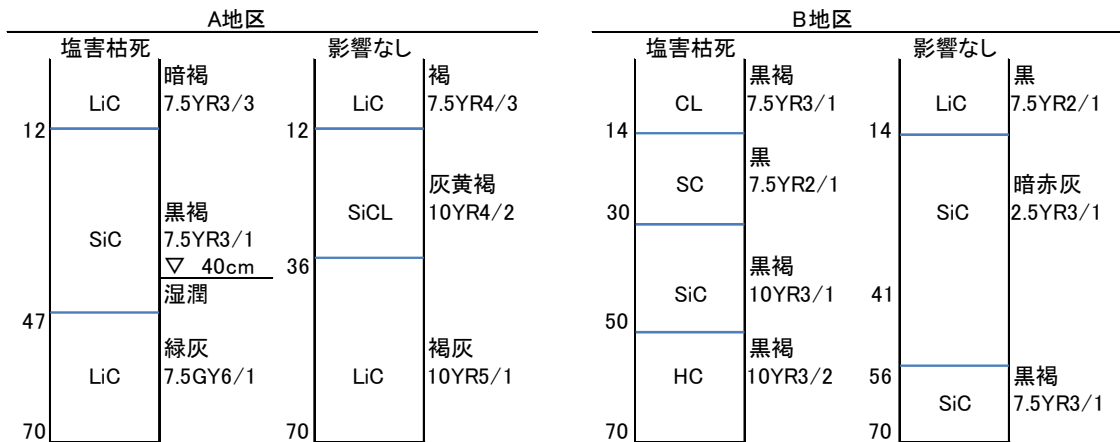 A地区
塩害枯死
LiC
暗褐
7.5YR3/3
12
SiC
黒褐
7.5YR3/1
▽ 40cm
湿潤
47
LiC
緑灰
7.5GY6/1
70
影響なし
LiC
褐
7.5YR4/3
12
SiCL
灰黄褐
10YR4/2
36
LiC
褐灰
10YR5/1
70
B地区
塩害枯死
CL
黒褐
7.5YR3/1
14
SC
黒
7.5YR2/1
30
SiC
黒褐
10YR3/1
50
HC
黒褐
10YR3/2
70
影響なし
LiC
黒
7.5YR2/1
14
SiC
暗赤灰
2.5YR3/1
41
56
SiC
黒褐
7.5YR3/1
70